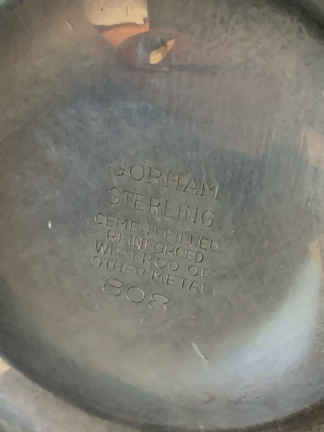 GORHAM
STERLING
CEMENT FILLED
REINFORCED
WITH ROD OF
OTHER METAL
808